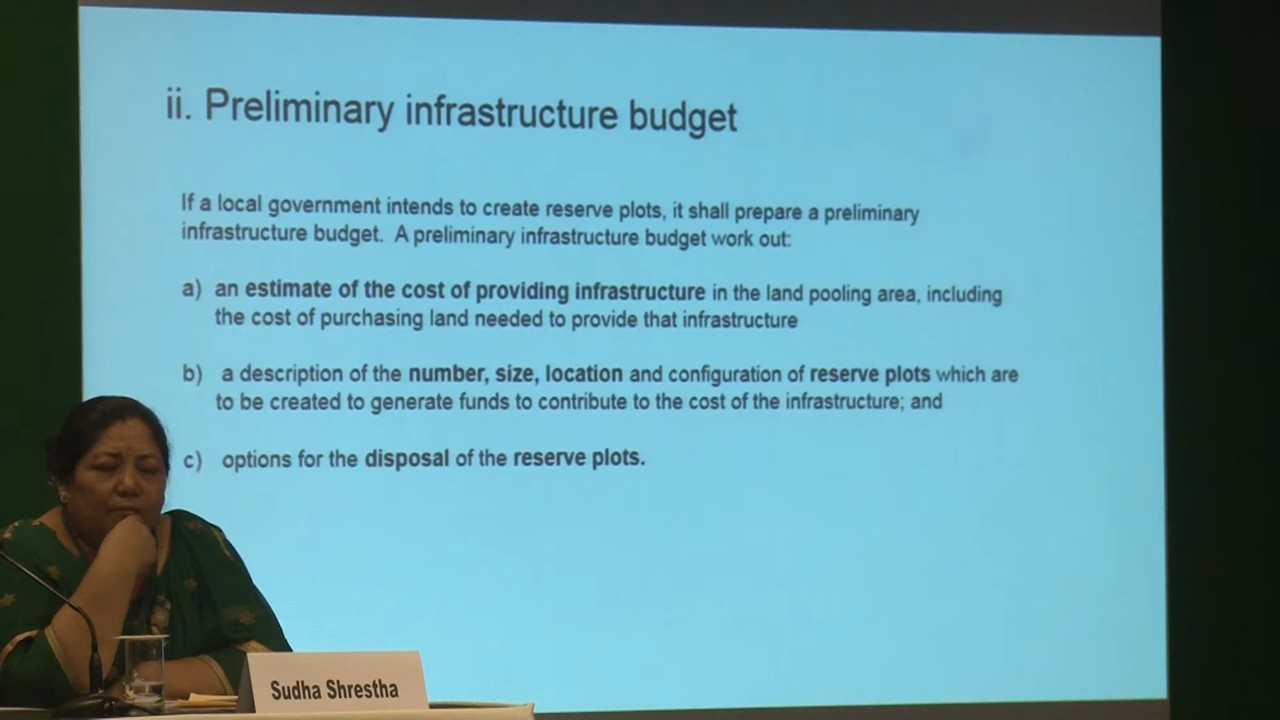 ii. Preliminary infrastructure budget
If a local government intends to create reserve plots, it shall prepare a preliminary
infrastructure budget. A preliminary infrastructure budget work out:
a) an estimate of the cost of providing infrastructure in the land pooling area, including
the cost of purchasing land needed to provide that infrastructure
b) a description of the number, size, location and configuration of reserve plots which are
to be created to generate funds to contribute to the cost of the infrastructure; and
c) options for the disposal of the reserve plots.
Sudha Shrestha